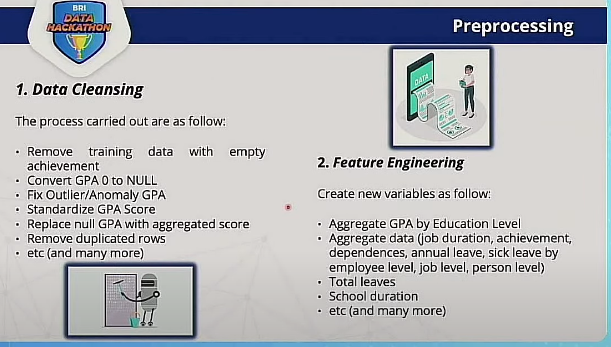 BRI
DATA
HACKATHON
Preprocessing
1. Data Cleansing
The process carried out are as follow:
· Remove training data with empty
achievement
· Convert GPA 0 to NULL
· Fix Outlier/Anomaly GPA
· Standardize GPA Score
· Replace null GPA with aggregated score
· Remove duplicated rows
· etc (and many more)
DATA
2. Feature Engineering
Create new variables as follow:
· Aggregate GPA by Education Level
· Aggregate data (job duration, achievement,
dependences, annual leave, sick leave by
employee level, job level, person level)
· Total leaves
· School duration
· etc (and many more)